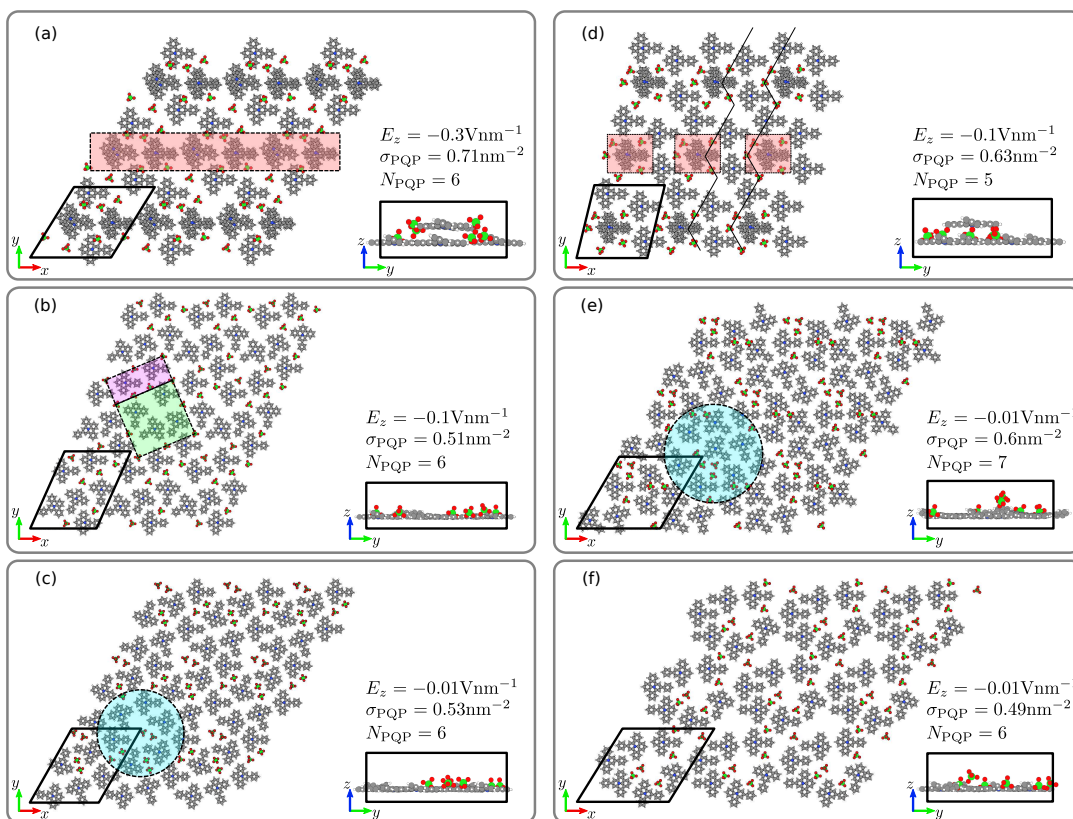 (a)
E_z = −0.3Vnm⁻¹
σ_PQP = 0.71nm⁻²
N_PQP = 6
y
x
z
y
(d)
E_z = −0.1Vnm⁻¹
σ_PQP = 0.63nm⁻²
N_PQP = 5
y
x
z
y
(b)
E_z = −0.1Vnm⁻¹
σ_PQP = 0.51nm⁻²
N_PQP = 6
y
x
z
y
(e)
E_z = −0.01Vnm⁻¹
σ_PQP = 0.6nm⁻²
N_PQP = 7
y
x
z
y
(c)
E_z = −0.01Vnm⁻¹
σ_PQP = 0.53nm⁻²
N_PQP = 6
y
x
z
y
(f)
E_z = −0.01Vnm⁻¹
σ_PQP = 0.49nm⁻²
N_PQP = 6
y
x
z
y